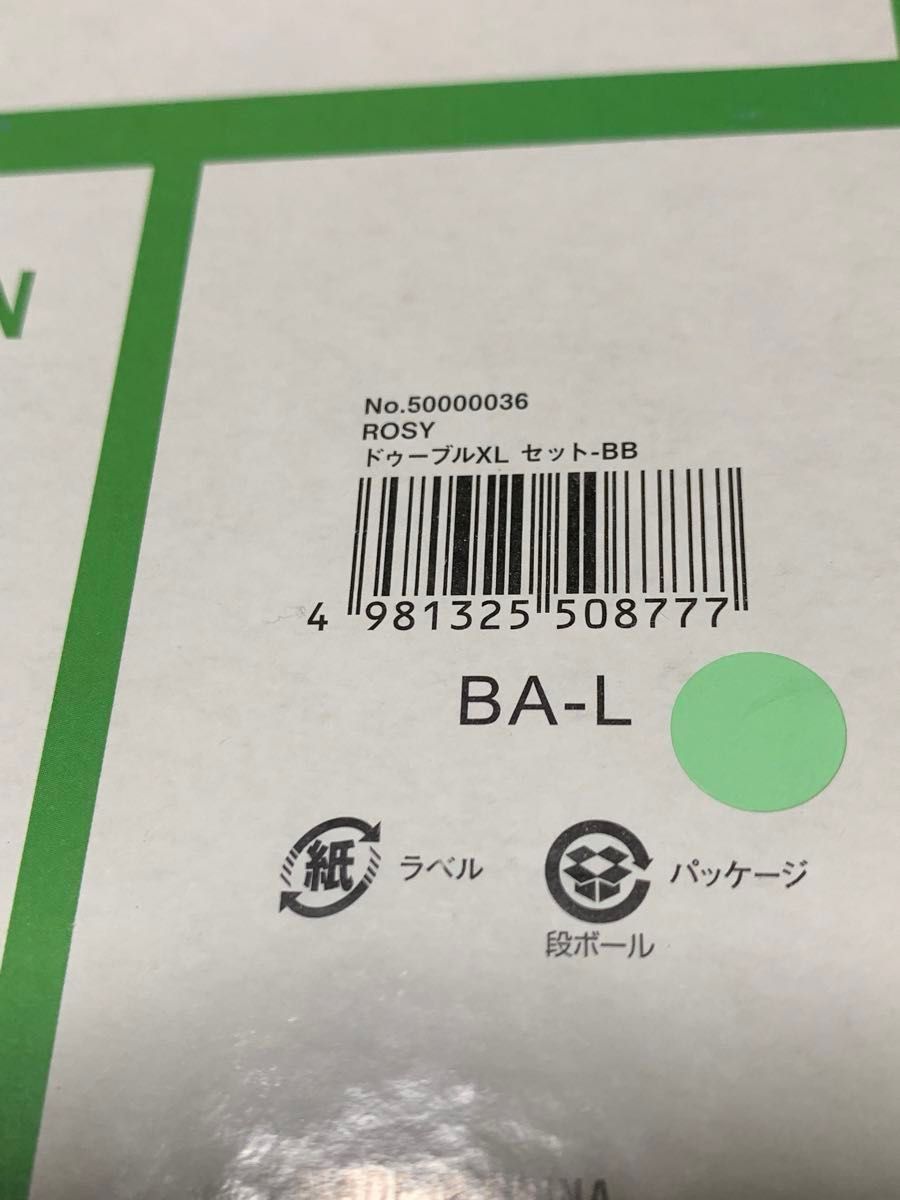 No.50000036
ROSY
ドゥーブルXL セット-BB
4 981325 508777
BA-L
紙 ラベル
パッケージ
段ボール